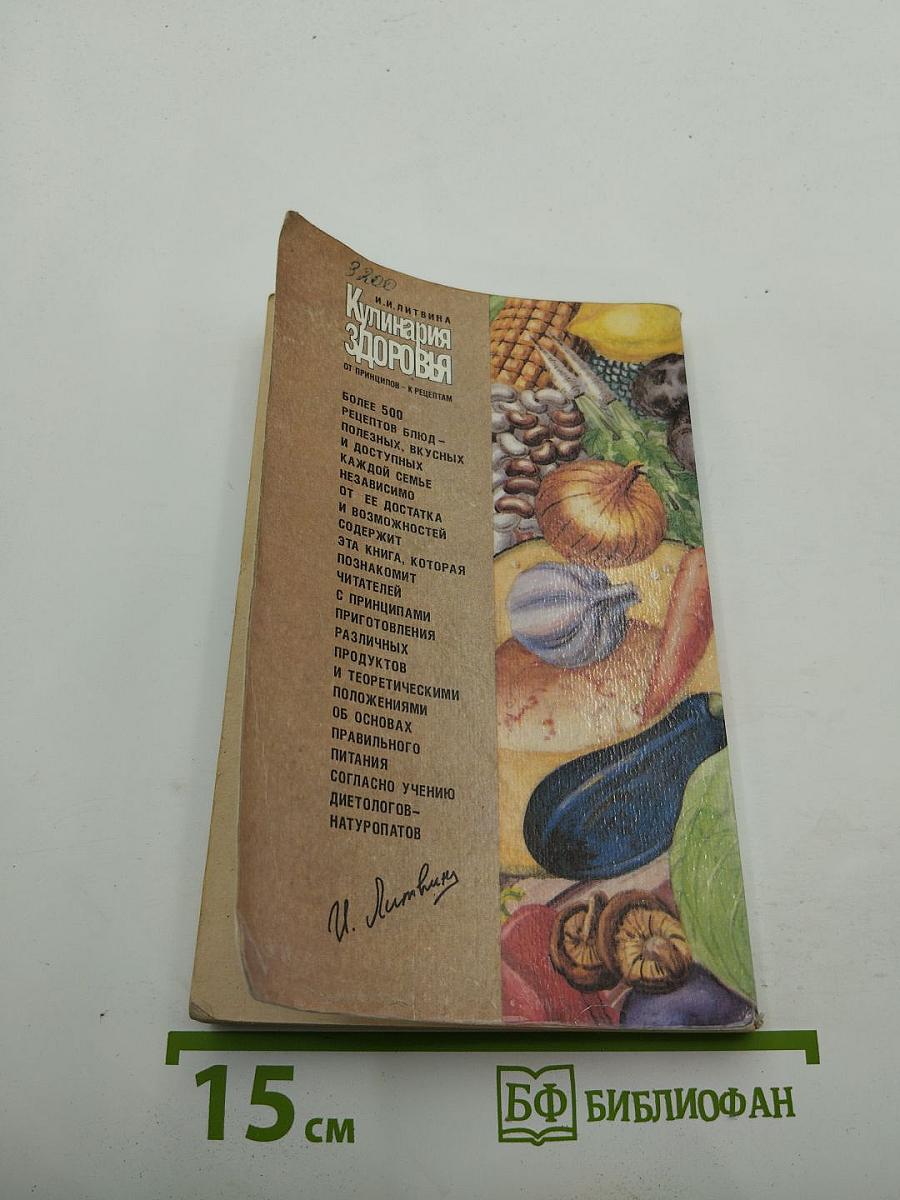 3200
И.И.ЛИТВИНА
Кулинария
ЗДОРОВЬЯ
ОТ ПРИНЦИПОВ - К РЕЦЕПТАМ
БОЛЕЕ 500
РЕЦЕПТОВ БЛЮД –
ПОЛЕЗНЫХ, ВКУСНЫХ
И ДОСТУПНЫХ
КАЖДОЙ СЕМЬЕ
НЕЗАВИСИМО
ОТ ЕЕ ДОСТАТКА
И ВОЗМОЖНОСТЕЙ
СОДЕРЖИТ
ЭТА КНИГА, КОТОРАЯ
ПОЗНАКОМИТ
ЧИТАТЕЛЕЙ
С ПРИНЦИПАМИ
ПРИГОТОВЛЕНИЯ
РАЗЛИЧНЫХ
ПРОДУКТОВ
И ТЕОРЕТИЧЕСКИМИ
ПОЛОЖЕНИЯМИ
ОБ ОСНОВАХ
ПРАВИЛЬНОГО
ПИТАНИЯ
СОГЛАСНО УЧЕНИЮ
ДИЕТОЛОГОВ–
НАТУРОПАТОВ
И. Литвин
15 см
БФ БИБЛИОФАН